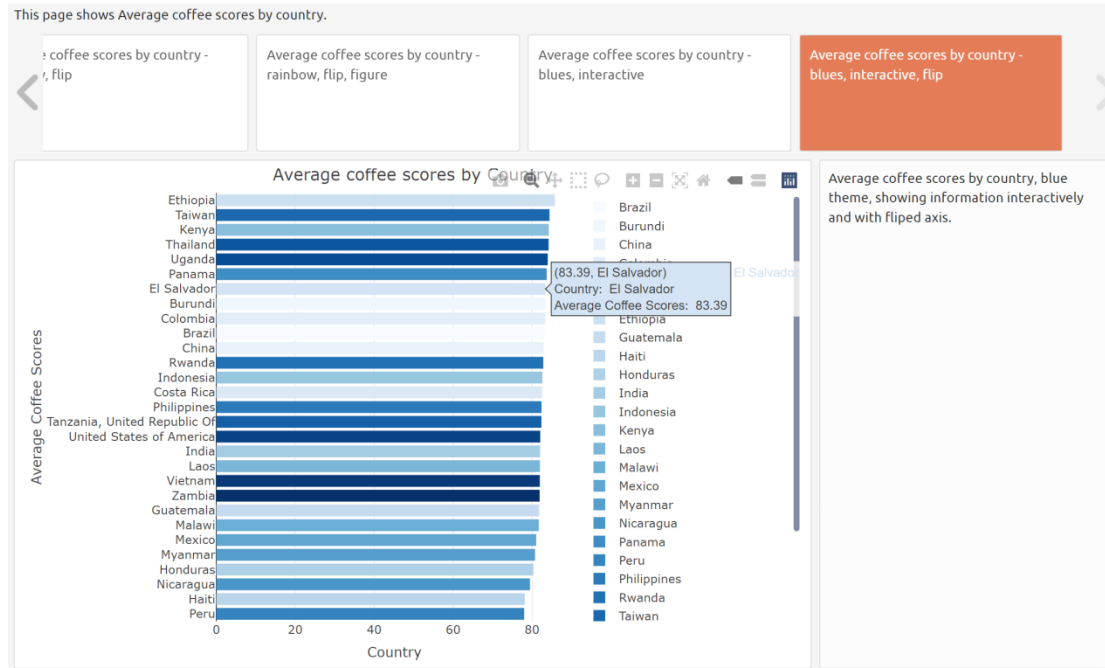 This page shows Average coffee scores by country.
coffee scores by country -
flip
Average coffee scores by country -
rainbow, flip, figure
Average coffee scores by country -
blues, interactive
Average coffee scores by country -
blues, interactive, flip
Average coffee scores by Country
Average coffee scores by country, blue
theme, showing information interactively
and with fliped axis.
Average Coffee Scores
Ethiopia
Taiwan
Kenya
Thailand
Uganda
Panama
El Salvador
Burundi
Colombia
Brazil
China
Rwanda
Indonesia
Costa Rica
Philippines
Tanzania, United Republic Of
United States of America
India
Laos
Vietnam
Zambia
Guatemala
Malawi
Mexico
Myanmar
Honduras
Nicaragua
Haiti
Peru
0 20 40 60 80
Country
(83.39, El Salvador)
Country: El Salvador
Average Coffee Scores: 83.39
El Salvador
Brazil
Burundi
China
Colombia
Ethiopia
Guatemala
Haiti
Honduras
India
Indonesia
Kenya
Laos
Malawi
Mexico
Myanmar
Nicaragua
Panama
Peru
Philippines
Rwanda
Taiwan